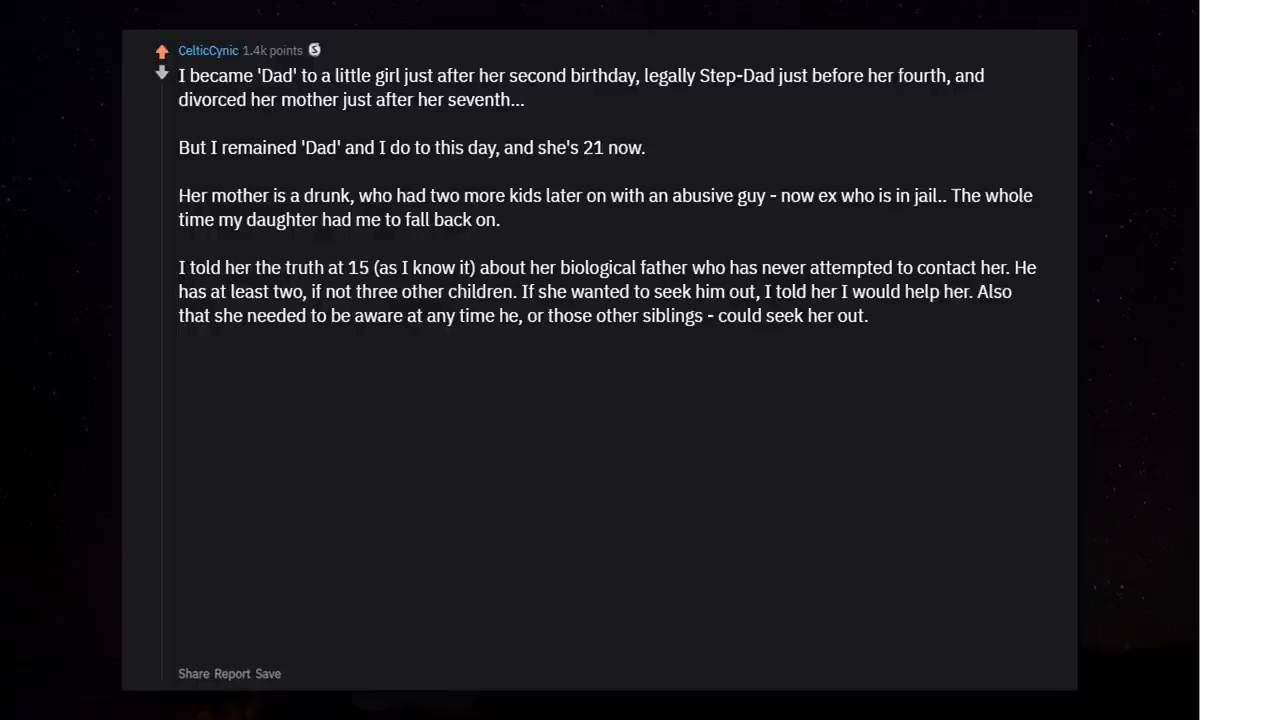 CelticCynic 1.4k points
I became 'Dad' to a little girl just after her second birthday, legally Step-Dad just before her fourth, and
divorced her mother just after her seventh...
But I remained 'Dad' and I do to this day, and she's 21 now.
Her mother is a drunk, who had two more kids later on with an abusive guy - now ex who is in jail.. The whole
time my daughter had me to fall back on.
I told her the truth at 15 (as I know it) about her biological father who has never attempted to contact her. He
has at least two, if not three other children. If she wanted to seek him out, I told her I would help her. Also
that she needed to be aware at any time he, or those other siblings - could seek her out.
Share Report Save